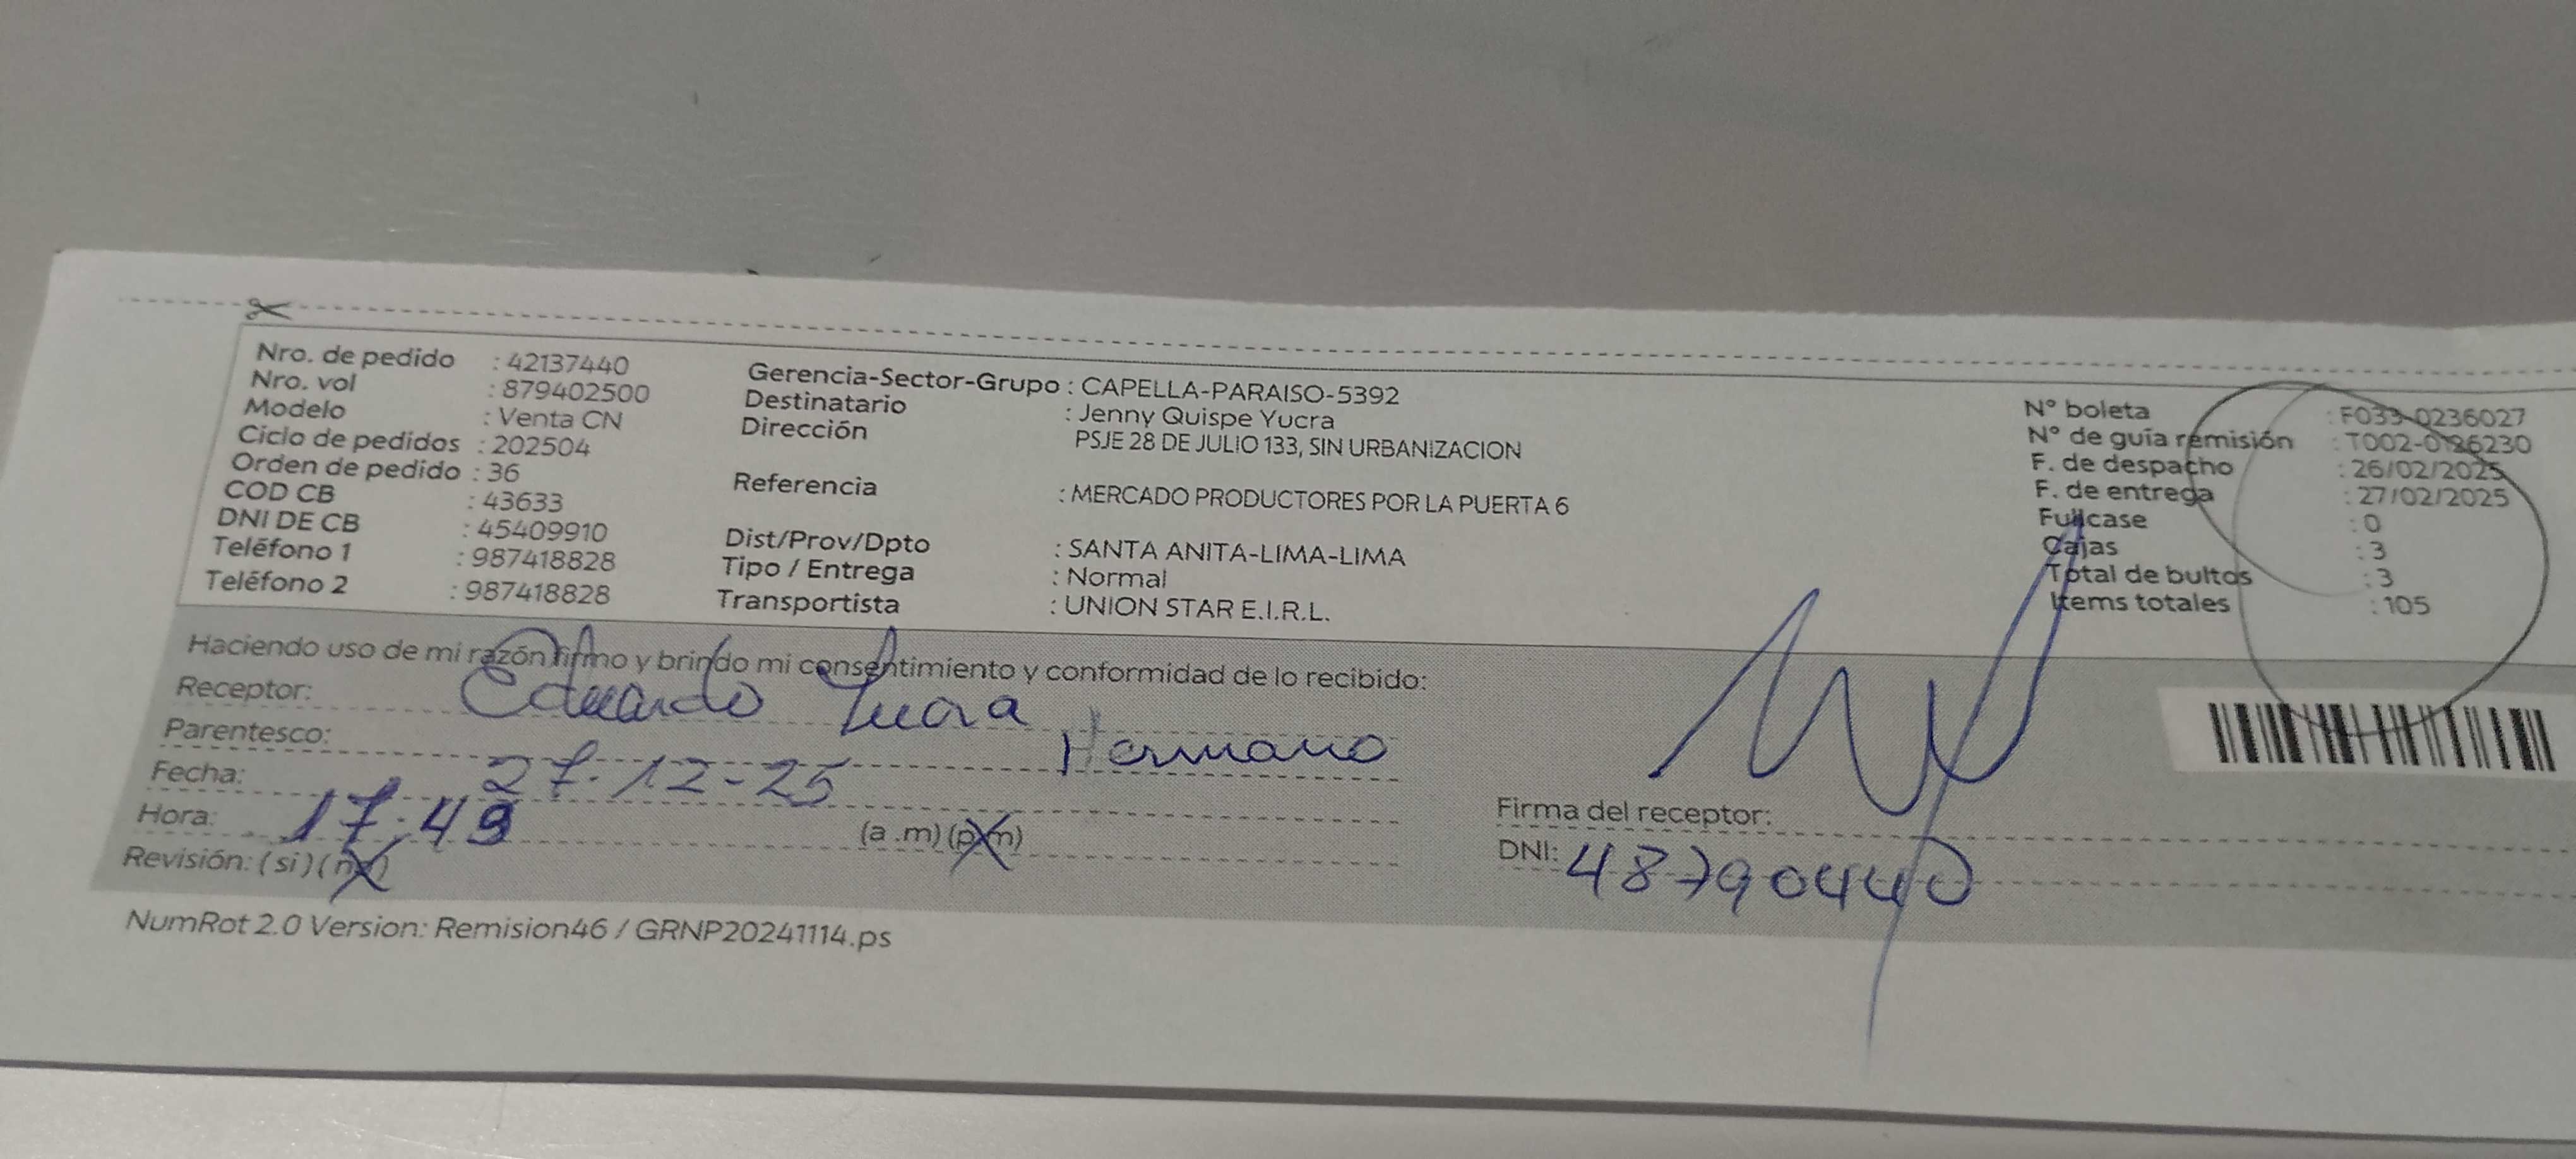 Nro. de pedido : 42137440
Nro. vol : 879402500
Modelo : Venta CN
Ciclo de pedidos : 202504
Orden de pedido : 36
COD CB : 43633
DNI DE CB : 45409910
Teléfono 1 : 987418828
Teléfono 2 : 987418828
Gerencia-Sector-Grupo : CAPELLA-PARAISO-5392
Destinatario : Jenny Quispe Yucra
Dirección PSJE 28 DE JULIO 133, SIN URBANIZACION
Referencia : MERCADO PRODUCTORES POR LA PUERTA 6
Dist/Prov/Dpto : SANTA ANITA-LIMA-LIMA
Tipo / Entrega : Normal
Transportista : UNION STAR E.I.R.L.
N° boleta : F033-0236027
N° de guía remisión : T002-0126230
F. de despacho : 26/02/2025
F. de entrega : 27/02/2025
Fullcase : 0
Cajas : 3
Total de bultos : 3
Items totales : 105
Haciendo uso de mi razón firmo y brindo mi consentimiento y conformidad de lo recibido:
Receptor: Eduardo Yucra
Parentesco: Hermano
Fecha: 27-12-25
Hora: 17:49 (a .m) (p.m)
Revisión: (si) (no)
Firma del receptor:
DNI: 48790440
NumRot 2.0 Version: Remision46 / GRNP20241114.ps